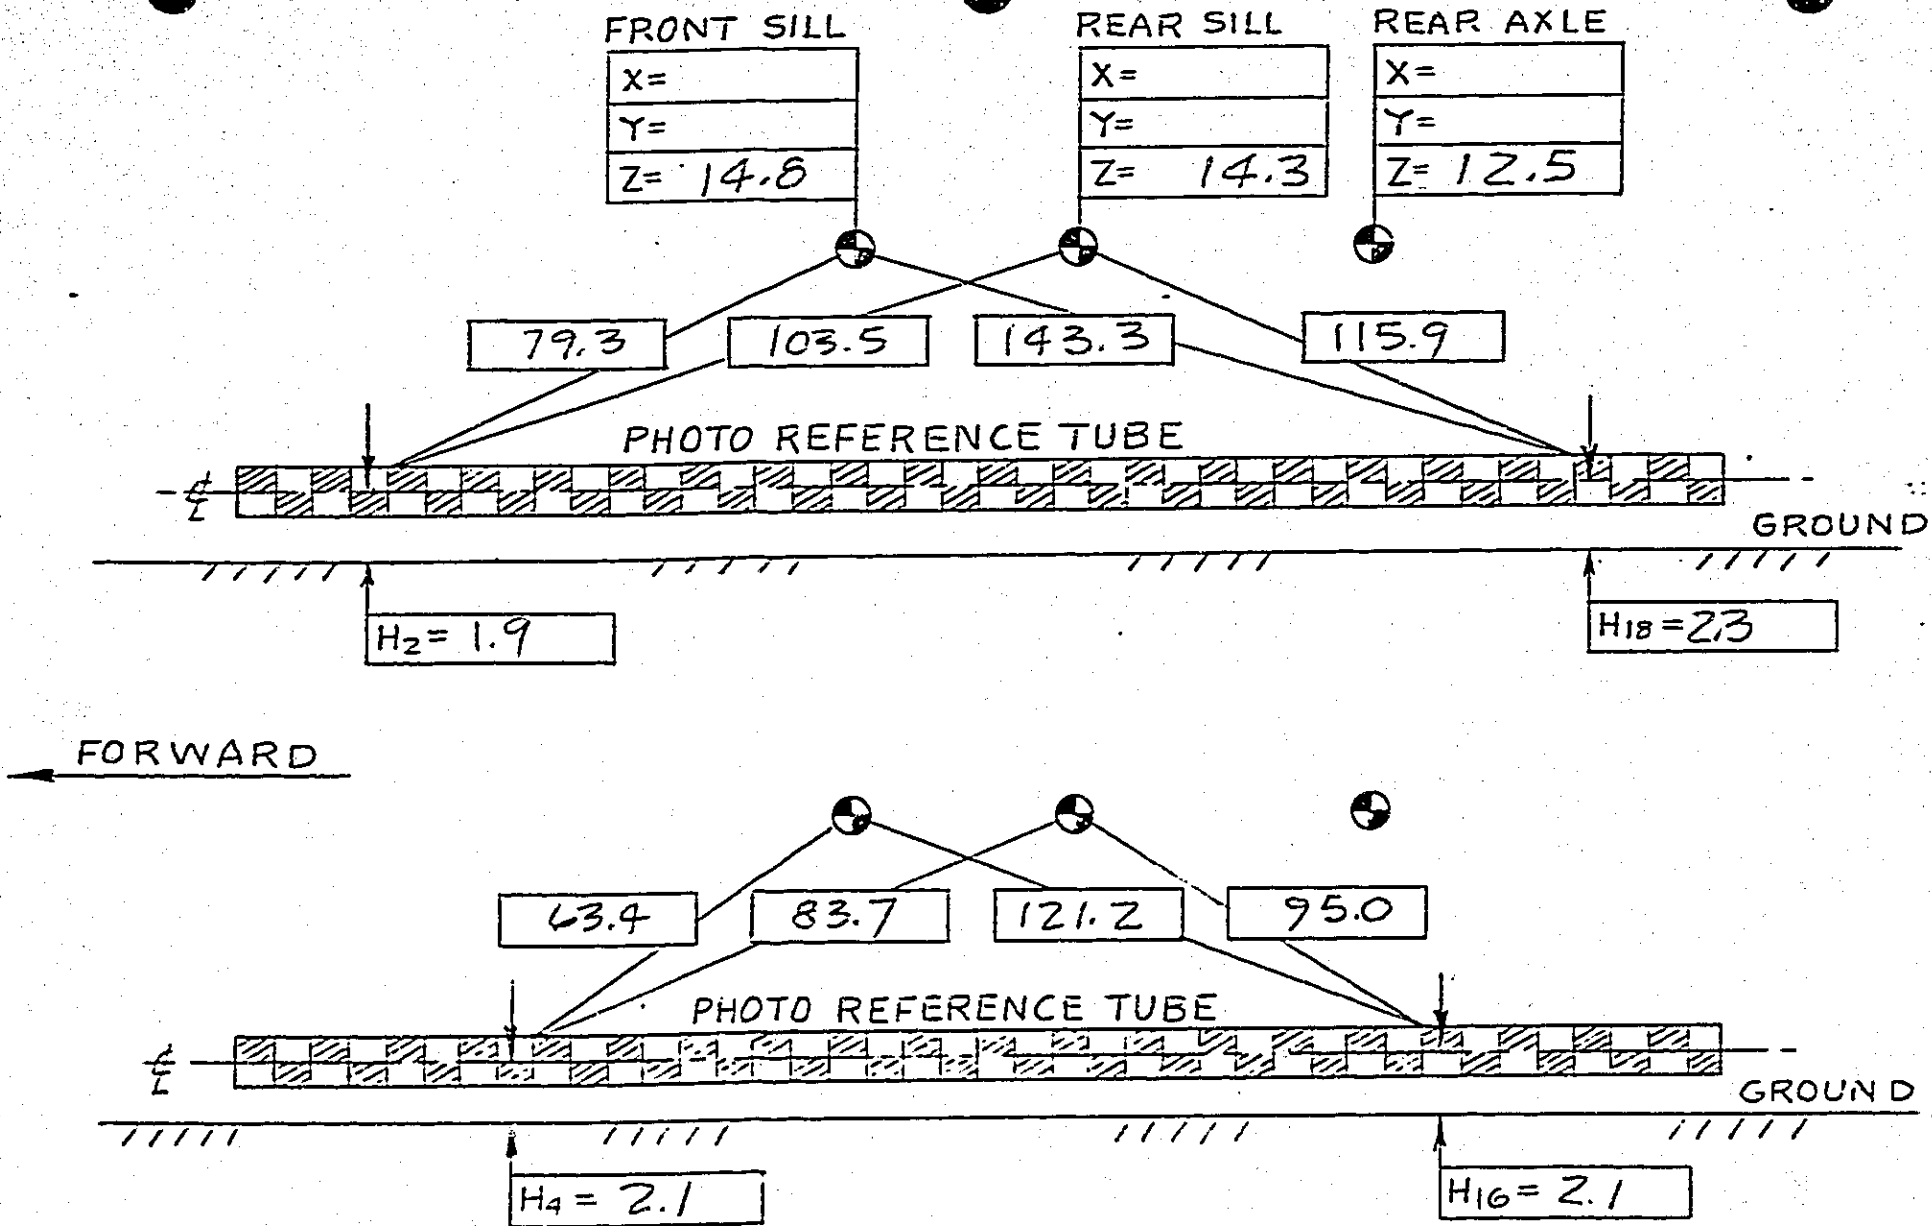 FRONT SILL
X=
Y=
Z= 14.8
REAR SILL
X=
Y=
Z= 14.3
REAR AXLE
X=
Y=
Z= 12.5
79.3
103.5
143.3
115.9
PHOTO REFERENCE TUBE
℄
GROUND
H2= 1.9
H18=2.3
FORWARD
63.4
83.7
121.2
95.0
PHOTO REFERENCE TUBE
℄
GROUND
H4= 2.1
H16= 2.1